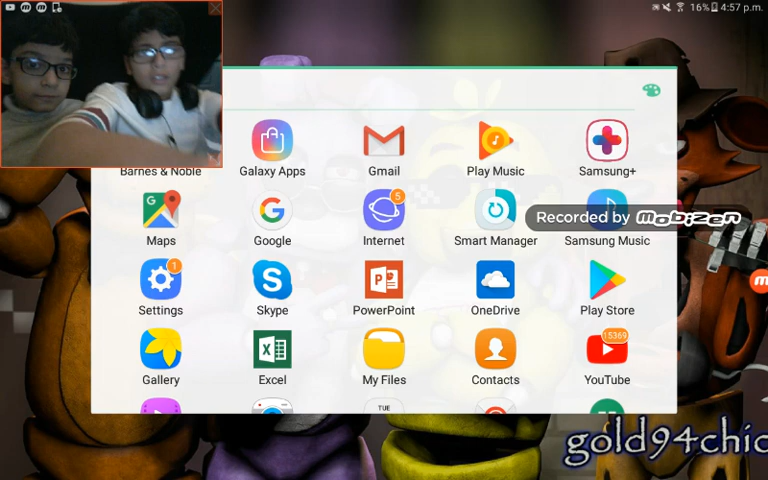 16% 4:57 p.m.
Barnes & Noble
Galaxy Apps
Gmail
Play Music
Samsung+
Maps
Google
5
Internet
Smart Manager
Recorded by mobizen
Samsung Music
1
Settings
Skype
PowerPoint
OneDrive
Play Store
Gallery
Excel
My Files
Contacts
15369
YouTube
TUE
gold94chic